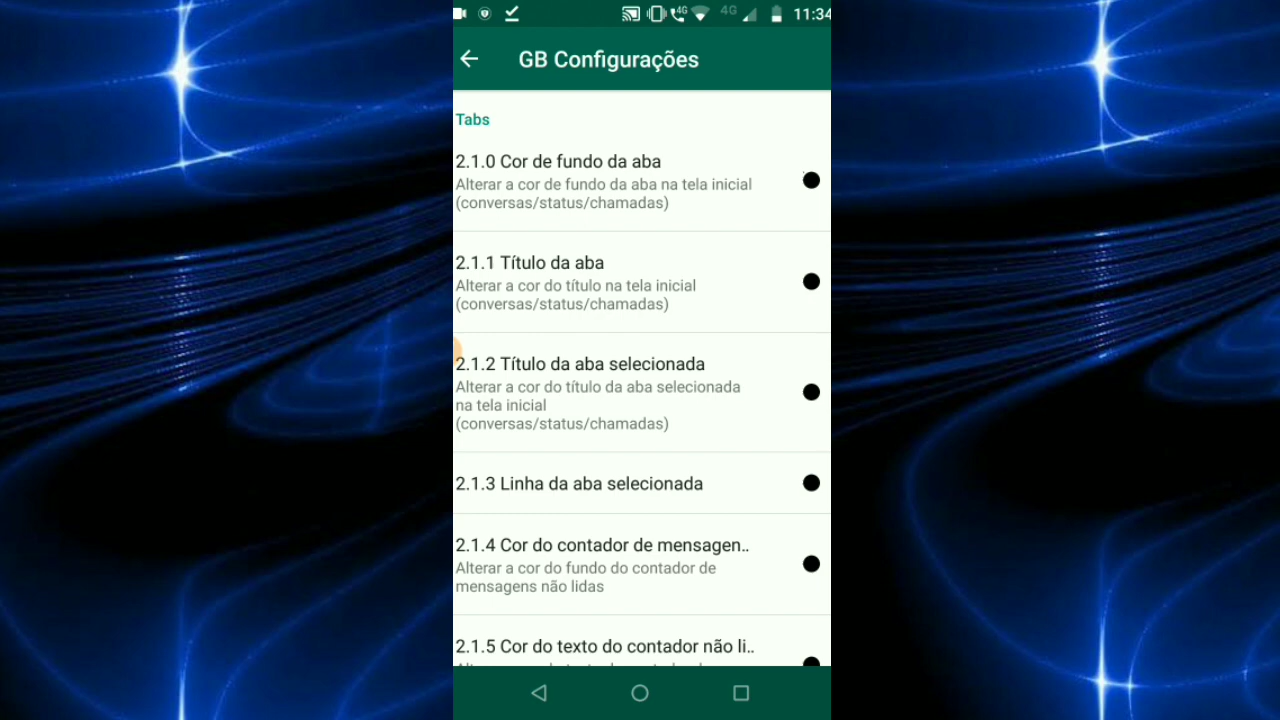 4G 4G 11:34
GB Configurações
Tabs
2.1.0 Cor de fundo da aba
Alterar a cor de fundo da aba na tela inicial
(conversas/status/chamadas)
2.1.1 Título da aba
Alterar a cor do título na tela inicial
(conversas/status/chamadas)
2.1.2 Título da aba selecionada
Alterar a cor do título da aba selecionada
na tela inicial
(conversas/status/chamadas)
2.1.3 Linha da aba selecionada
2.1.4 Cor do contador de mensagen..
Alterar a cor do fundo do contador de
mensagens não lidas
2.1.5 Cor do texto do contador não li..